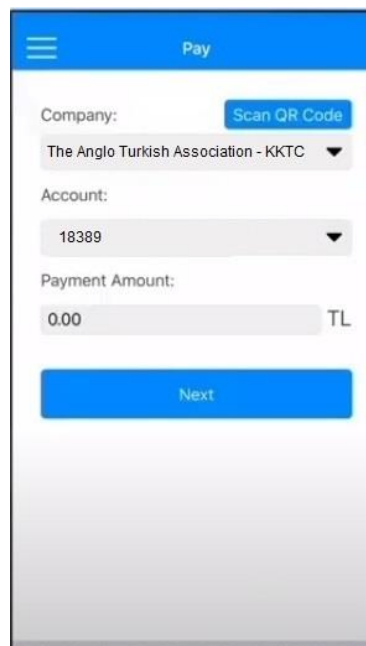 Pay
Company:
Scan QR Code
The Anglo Turkish Association - KKTC
Account:
18389
Payment Amount:
0.00
TL
Next